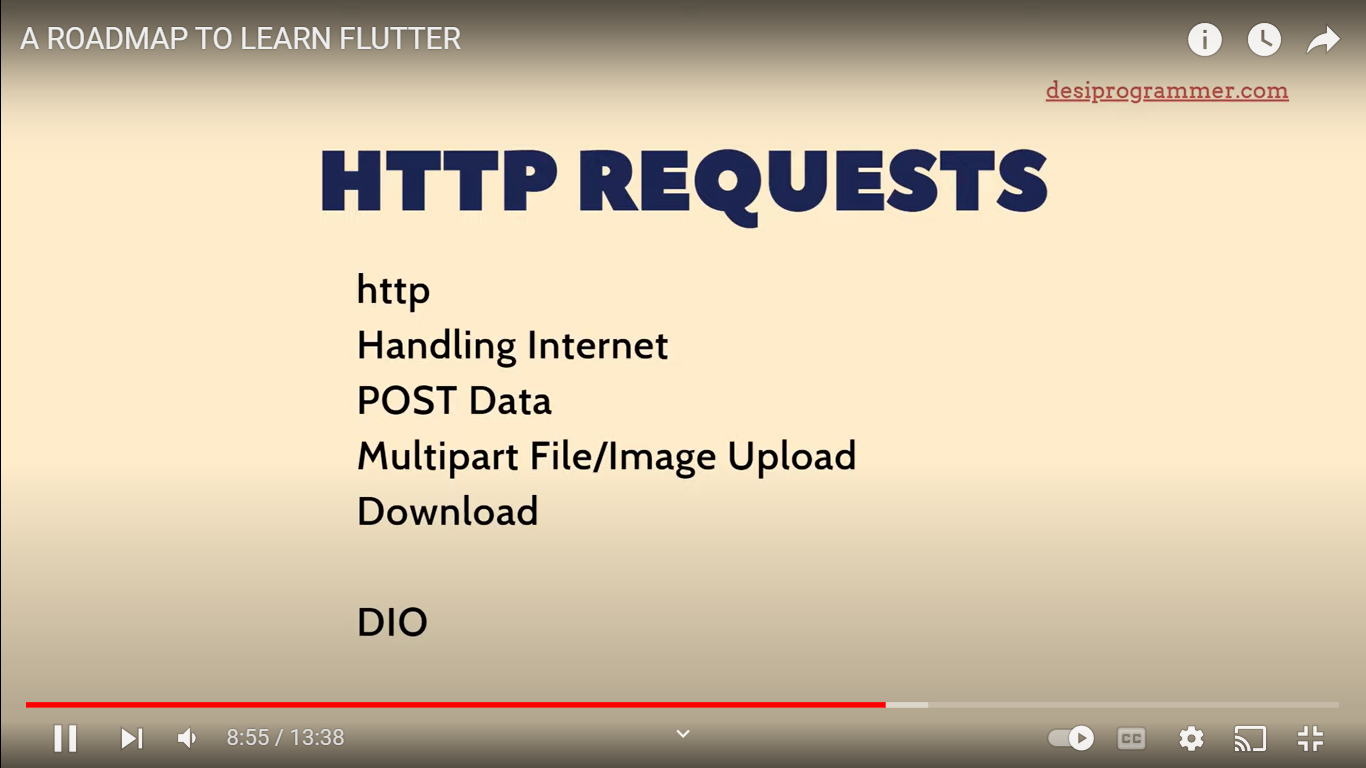 A ROADMAP TO LEARN FLUTTER
desiprogrammer.com
HTTP REQUESTS
http
Handling Internet
POST Data
Multipart File/Image Upload
Download
DIO
8:55 / 13:38
CC